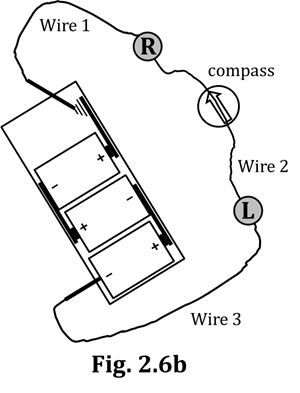 Wire 1
R
compass
+
-
-
+
Wire 2
L
+
-
Wire 3
Fig. 2.6b